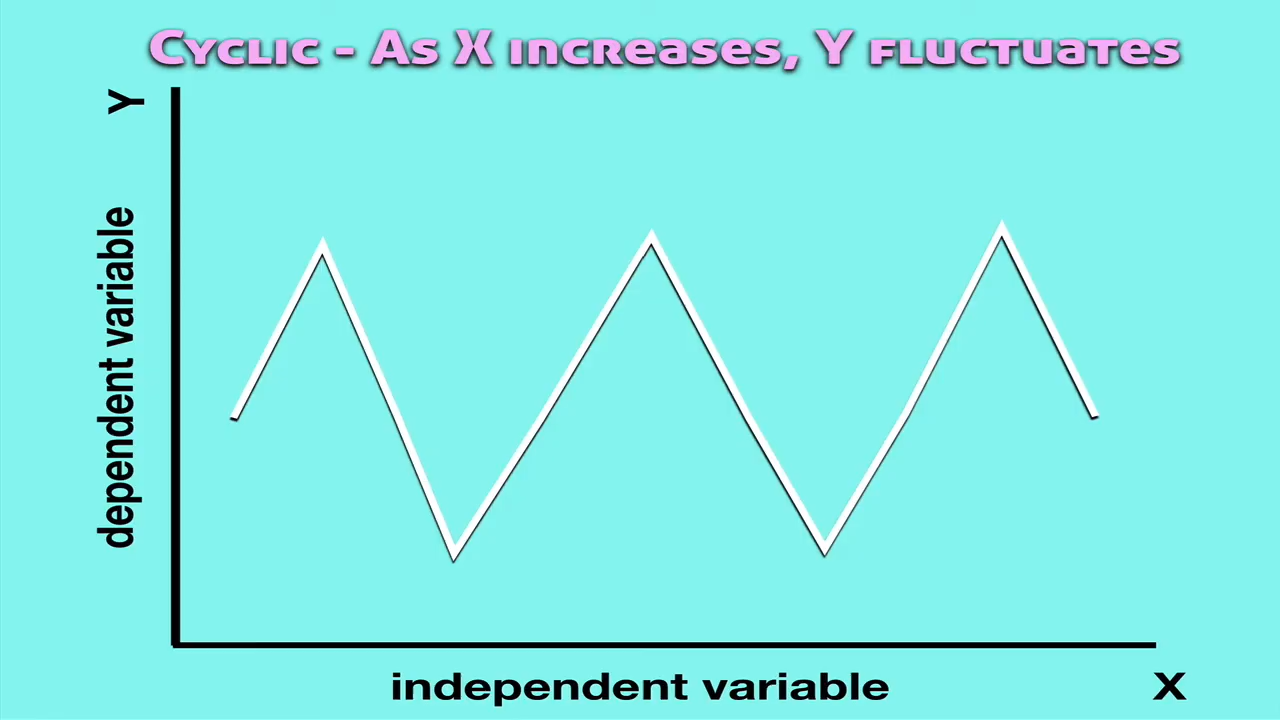 Cyclic - As X increases, Y fluctuates
Y
dependent variable
independent variable
X